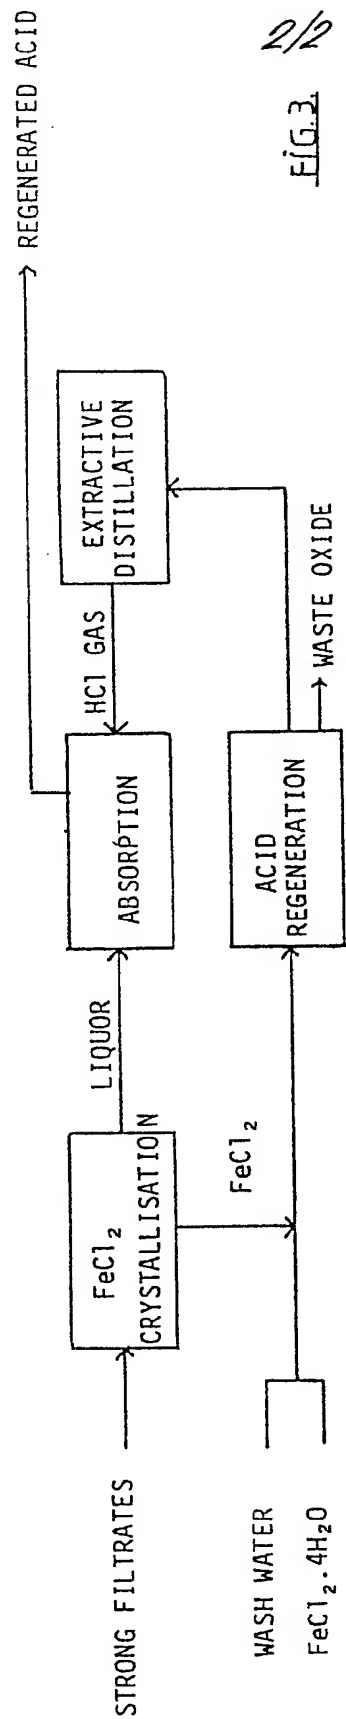 2/2
FIG.3.
REGENERATED ACID
STRONG FILTRATES
FeCl₂
CRYSTALLISATION
LIQUOR
ABSORPTION
HCl GAS
EXTRACTIVE
DISTILLATION
FeCl₂
WASH WATER
FeCl₂.4H₂O
ACID
REGENERATION
WASTE OXIDE